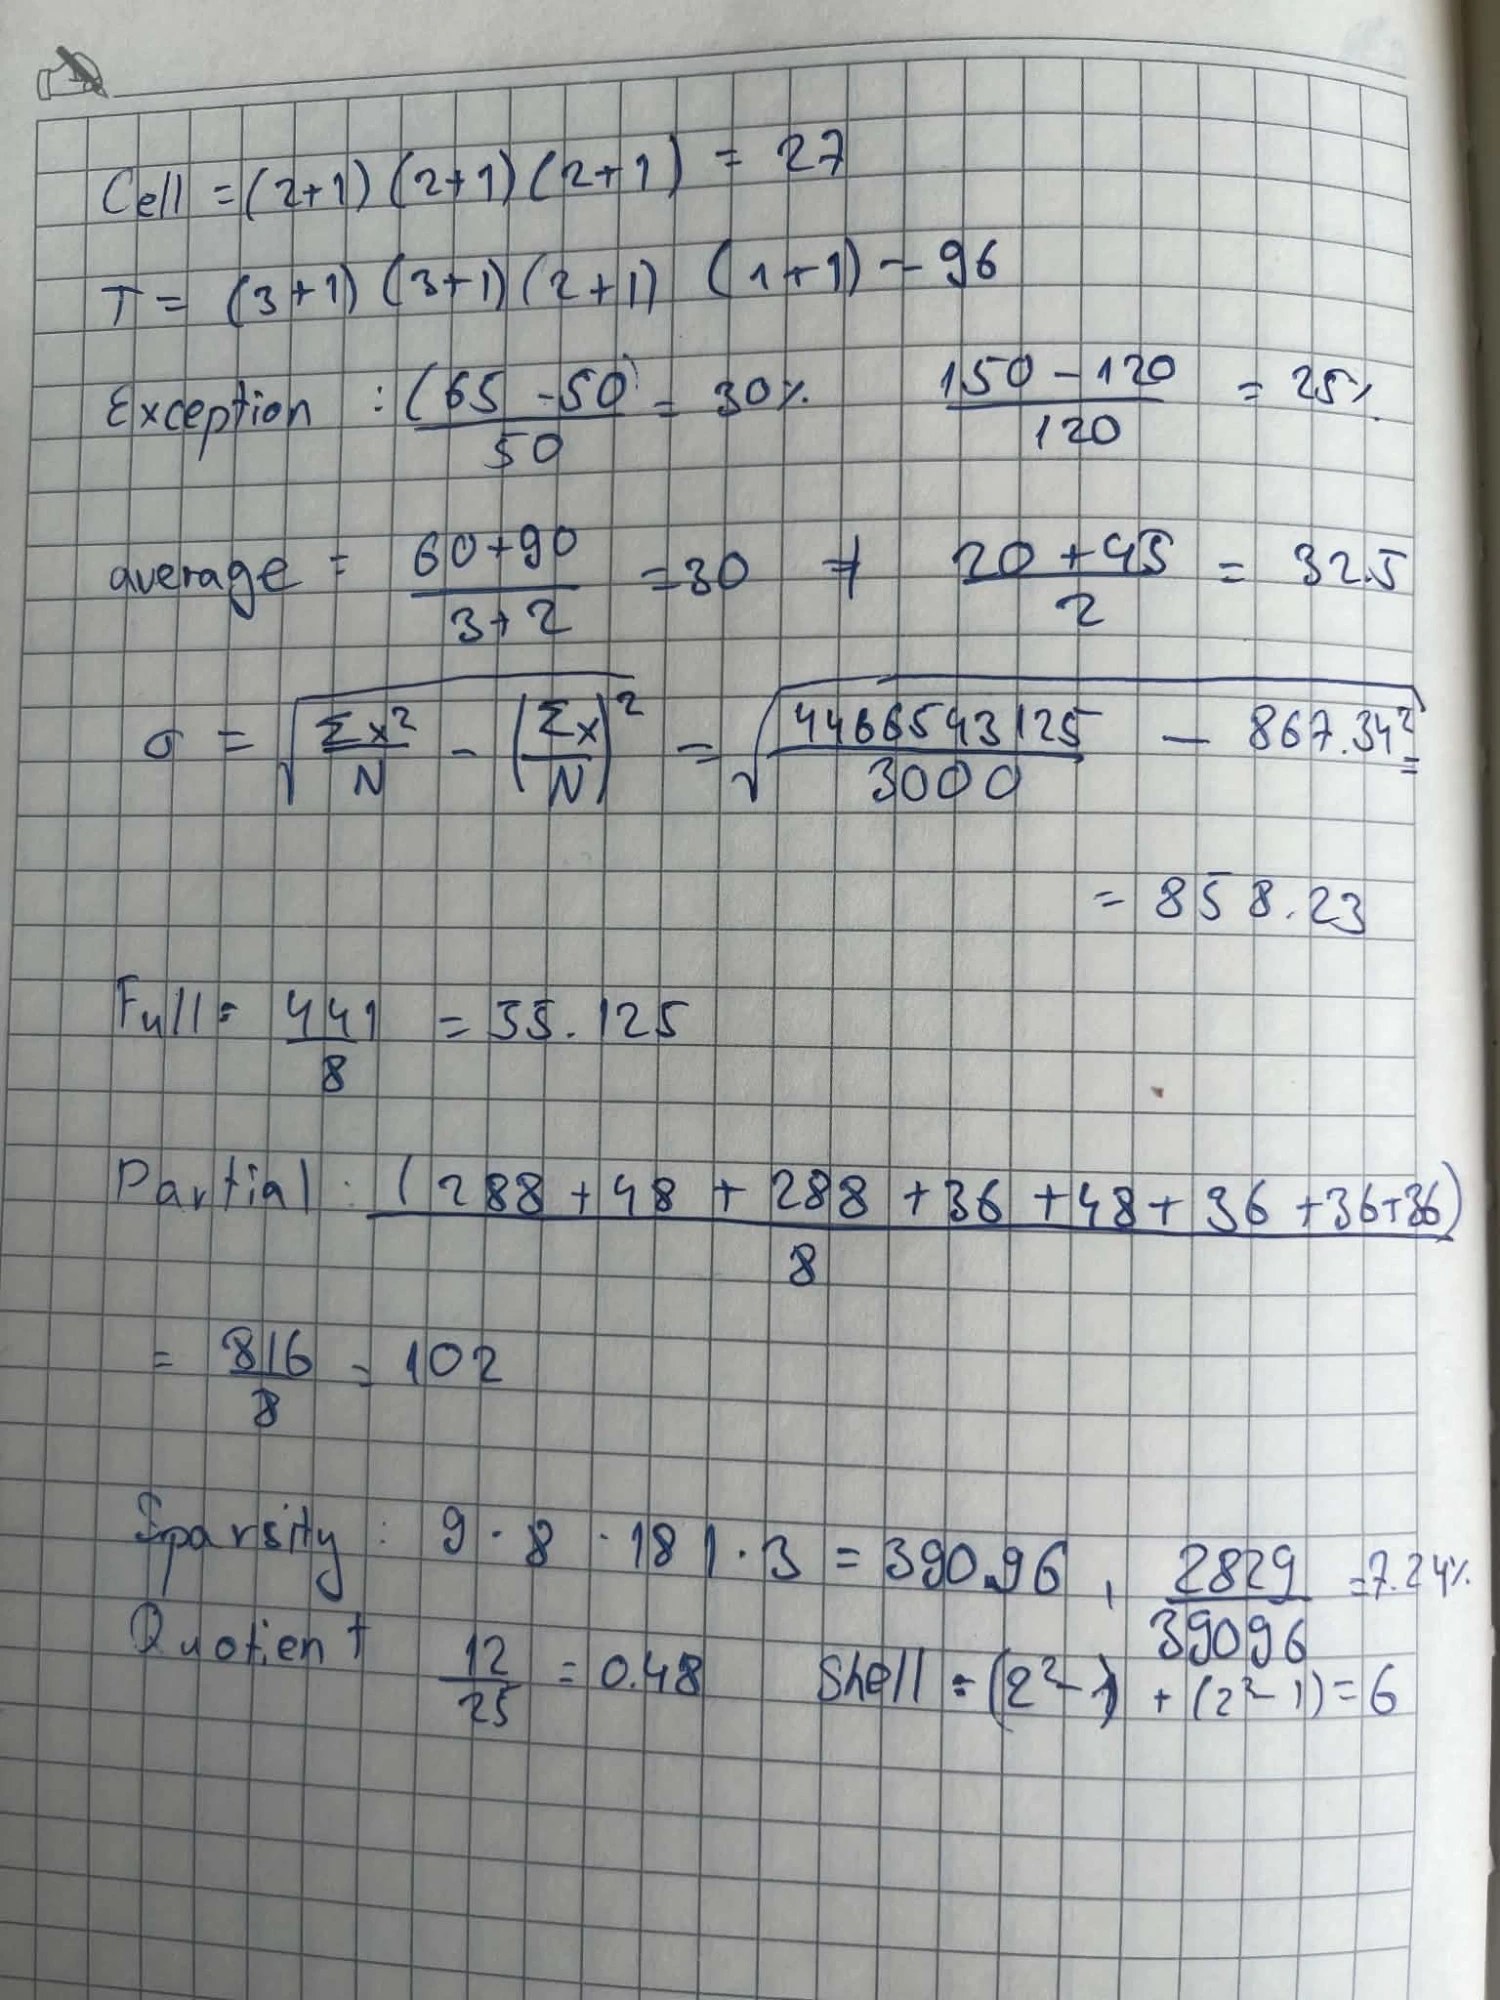 Cell = (2+1) (2+1) (2+1) = 27
T = (3+1) (3+1) (2+1) (1+1) - 96
Exception : (65 - 50) / 50 = 30% 150 - 120 / 120 = 25%
average = 60+90 / 3+2 = 30 ≠ 20 + 45 / 2 = 32.5
σ = √(Σx² / N - (Σx / N)²) = √(4466543125 / 3000 - 867.34²) =
= 858.23
Full = 441 / 8 = 55.125
Partial : (288 + 48 + 288 + 36 + 48 + 36 + 36 + 36) / 8
= 816 / 8 = 102
Sparsity : 9 · 8 · 181 · 3 = 390.96 , 2829 / 39096 = 7.24%
Quotient 12 / 25 = 0.48 Shell = (2² - 1) + (2² - 1) = 6